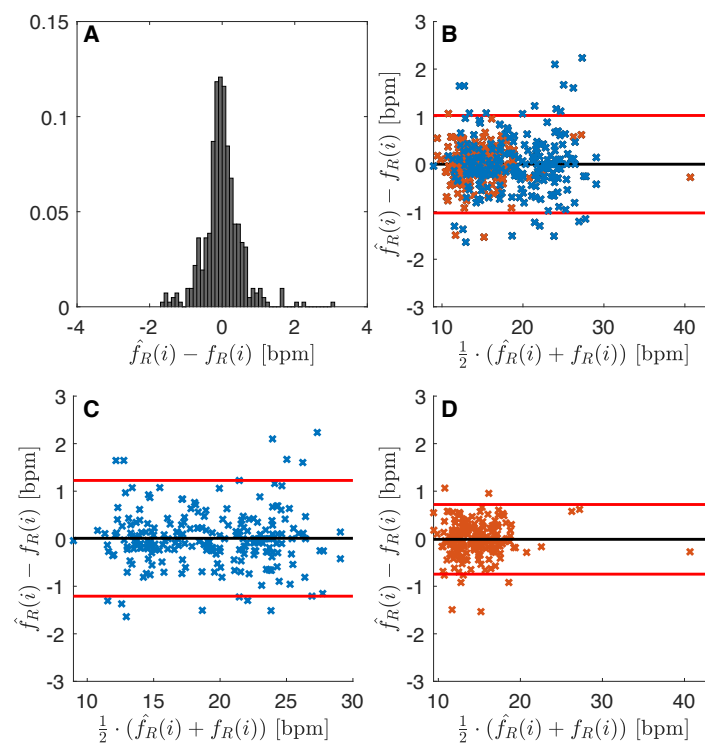 A
0.15
0.1
0.05
0
-4 -2 0 2 4
f̂_R(i) − f_R(i) [bpm]
B
f̂_R(i) − f_R(i) [bpm]
3
2
1
0
-1
-2
-3
10 20 30 40
½ · (f̂_R(i) + f_R(i)) [bpm]
C
f̂_R(i) − f_R(i) [bpm]
3
2
1
0
-1
-2
-3
10 15 20 25 30
½ · (f̂_R(i) + f_R(i)) [bpm]
D
f̂_R(i) − f_R(i) [bpm]
3
2
1
0
-1
-2
-3
10 20 30 40
½ · (f̂_R(i) + f_R(i)) [bpm]